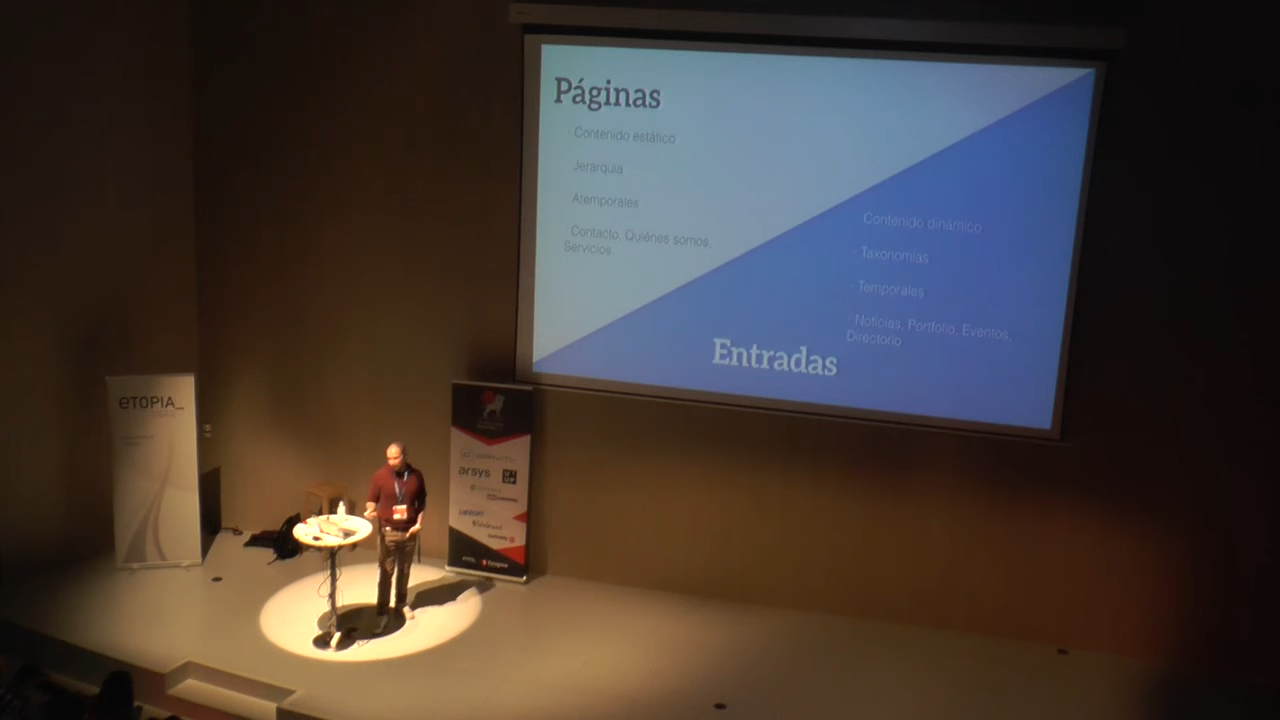 Páginas
· Contenido estático
· Jerarquía
· Atemporales
· Contacto, Quiénes somos,
Servicios
· Contenido dinámico
· Taxonomías
· Temporales
· Noticias, Portfolio, Eventos,
Directorio
Entradas
eTOPIA_
arsys